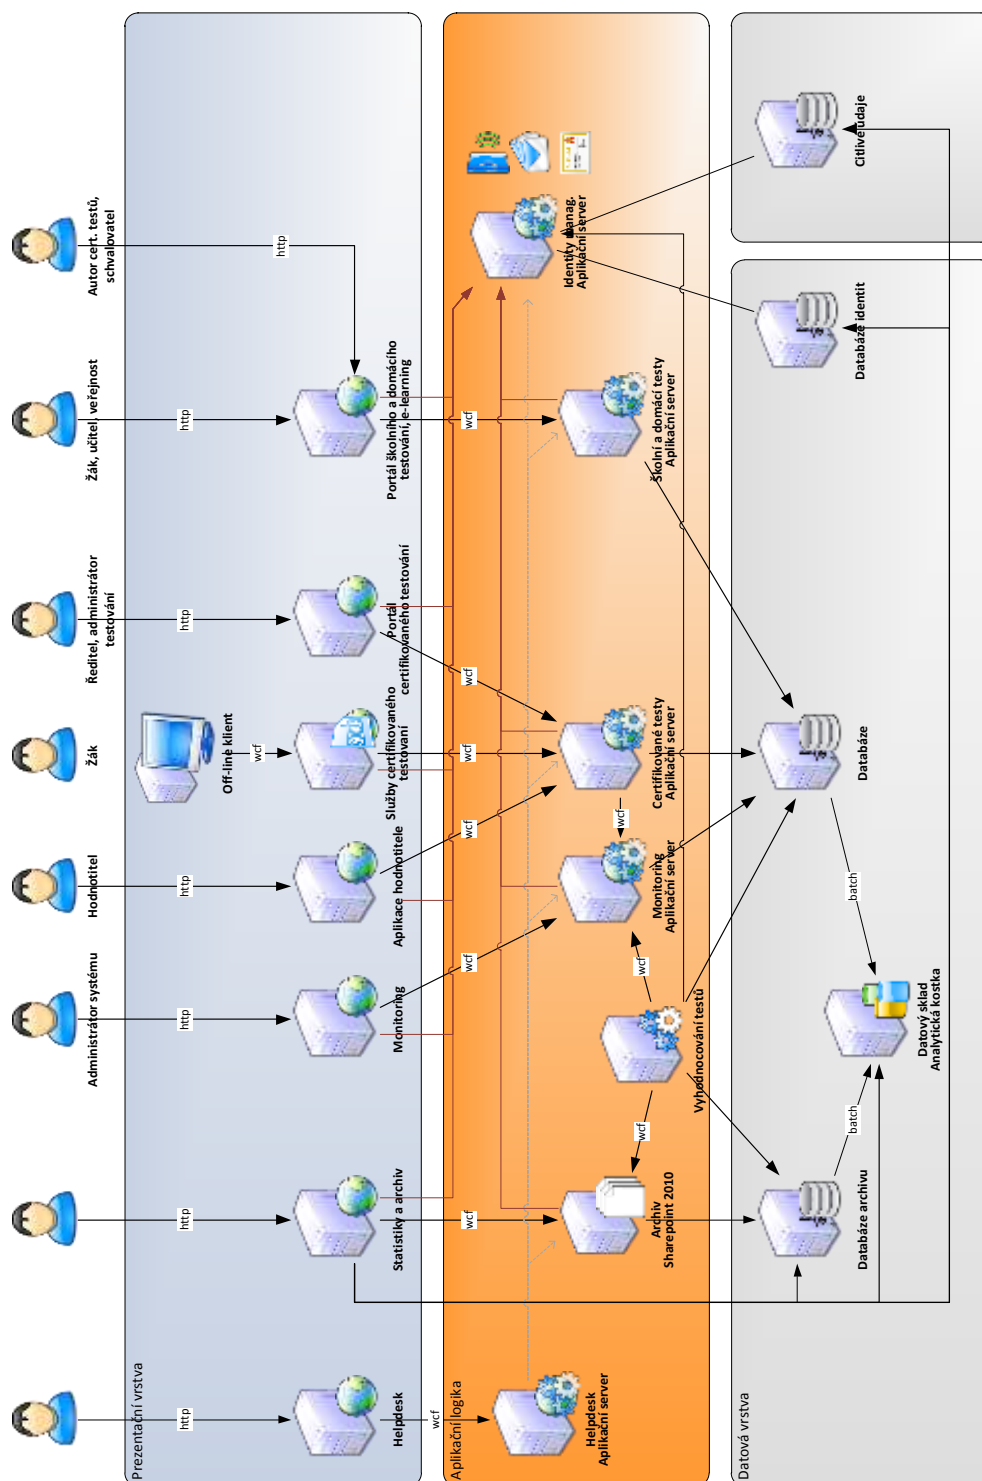 Autor cert. testů,
schvalovatel
Žák, učitel, veřejnost
Ředitel, administrátor
testování
Žák
Hodnotitel
Administrátor systému
Prezentační vrstva
http
http
http
wcf
http
http
http
http
Off-line klient
Portál školního a domácího
testování, e-learning
Portál
certifikovaného testování
Služby certifikovaného
testovaní
Aplikace hodnotitele
Monitoring
Statistiky a archiv
Helpdesk
Aplikační logika
wcf
wcf
wcf
wcf
wcf
wcf
wcf
wcf
wcf
wcf
Identity manag.
Aplikační server
Školní a domácí testy
Aplikační server
Certifikované testy
Aplikační server
Monitoring
Aplikační server
Vyhodnocování testů
Archiv
Sharepoint 2010
Helpdesk
Aplikační server
Datová vrstva
Citlivé údaje
Databáze identit
Databáze
batch
batch
Datový sklad
Analytická kostka
Databáze archivu